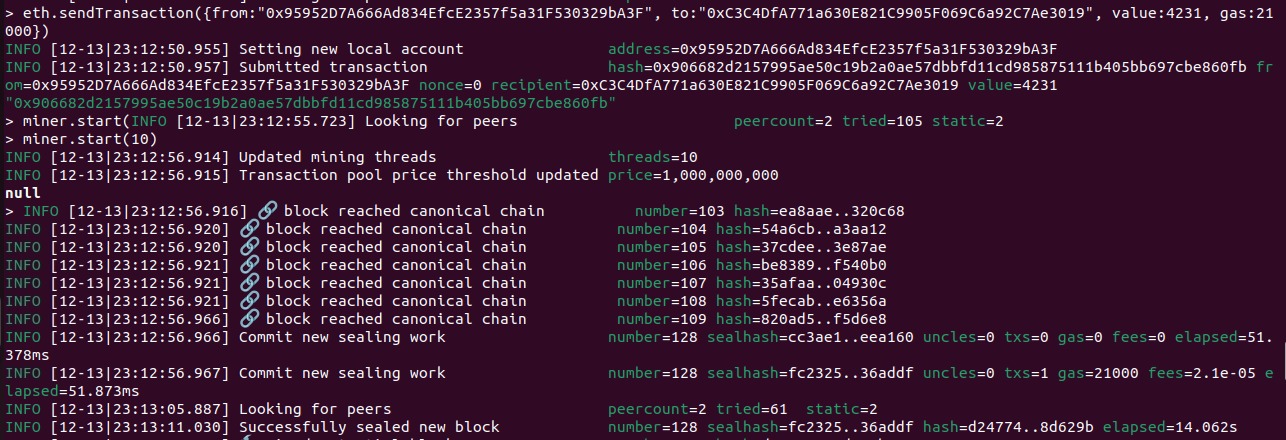 > eth.sendTransaction({from:"0x95952D7A666Ad834EfcE2357f5a31F530329bA3F", to:"0xC3C4DfA771a630E821C9905F069C6a92C7Ae3019", value:4231, gas:21
000})
INFO [12-13|23:12:50.955] Setting new local account address=0x95952D7A666Ad834EfcE2357f5a31F530329bA3F
INFO [12-13|23:12:50.957] Submitted transaction hash=0x906682d2157995ae50c19b2a0ae57dbbfd11cd985875111b405bb697cbe860fb fr
om=0x95952D7A666Ad834EfcE2357f5a31F530329bA3F nonce=0 recipient=0xC3C4DfA771a630E821C9905F069C6a92C7Ae3019 value=4231
"0x906682d2157995ae50c19b2a0ae57dbbfd11cd985875111b405bb697cbe860fb"
> miner.start(INFO [12-13|23:12:55.723] Looking for peers peercount=2 tried=105 static=2
> miner.start(10)
INFO [12-13|23:12:56.914] Updated mining threads threads=10
INFO [12-13|23:12:56.915] Transaction pool price threshold updated price=1,000,000,000
null
> INFO [12-13|23:12:56.916] 🔗 block reached canonical chain number=103 hash=ea8aae..320c68
INFO [12-13|23:12:56.920] 🔗 block reached canonical chain number=104 hash=54a6cb..a3aa12
INFO [12-13|23:12:56.920] 🔗 block reached canonical chain number=105 hash=37cdee..3e87ae
INFO [12-13|23:12:56.921] 🔗 block reached canonical chain number=106 hash=be8389..f540b0
INFO [12-13|23:12:56.921] 🔗 block reached canonical chain number=107 hash=35afaa..04930c
INFO [12-13|23:12:56.921] 🔗 block reached canonical chain number=108 hash=5fecab..e6356a
INFO [12-13|23:12:56.966] 🔗 block reached canonical chain number=109 hash=820ad5..f5d6e8
INFO [12-13|23:12:56.966] Commit new sealing work number=128 sealhash=cc3ae1..eea160 uncles=0 txs=0 gas=0 fees=0 elapsed=51.
378ms
INFO [12-13|23:12:56.967] Commit new sealing work number=128 sealhash=fc2325..36addf uncles=0 txs=1 gas=21000 fees=2.1e-05 e
lapsed=51.873ms
INFO [12-13|23:13:05.887] Looking for peers peercount=2 tried=61 static=2
INFO [12-13|23:13:11.030] Successfully sealed new block number=128 sealhash=fc2325..36addf hash=d24774..8d629b elapsed=14.062s